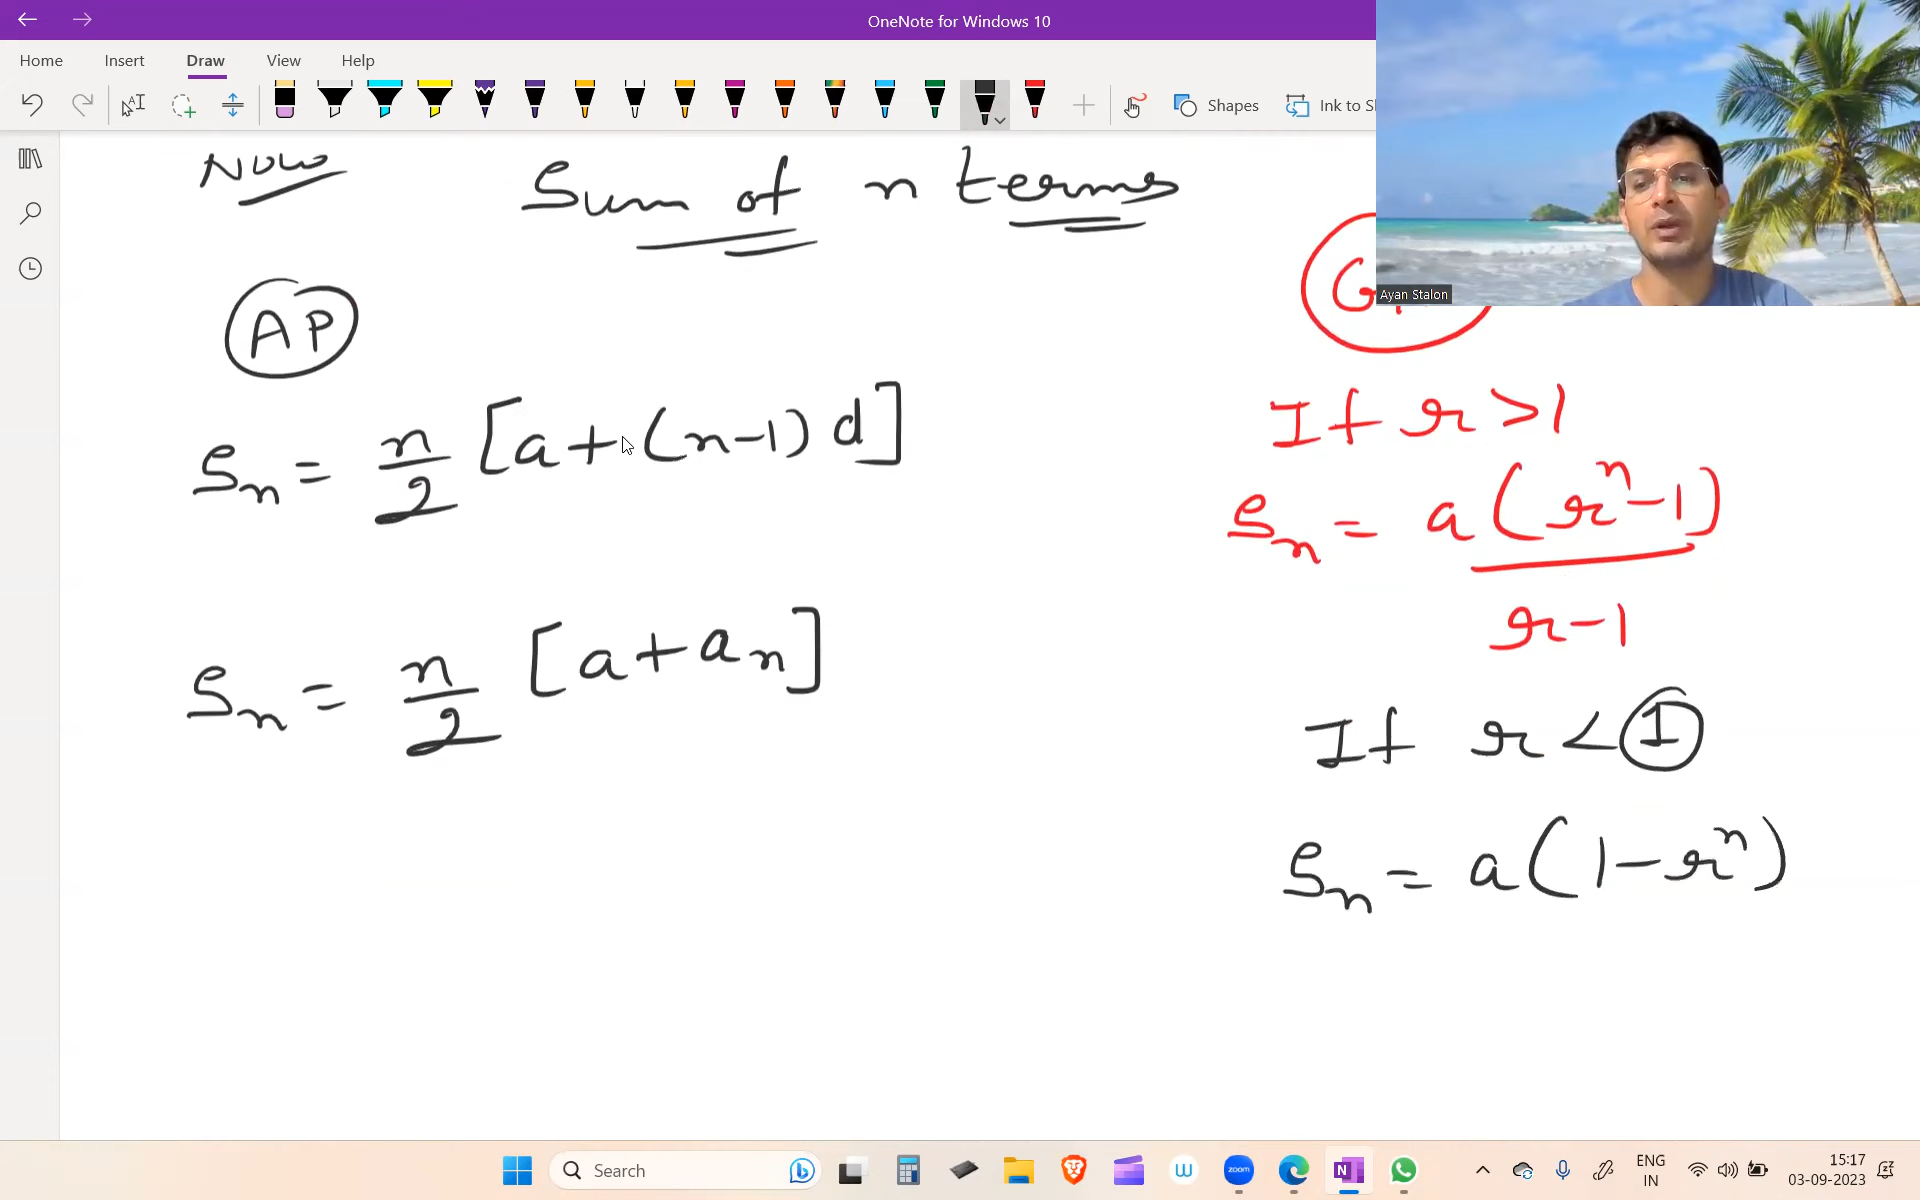 OneNote for Windows 10
Home Insert Draw View Help
Shapes Ink to S
Ayan Stalon
Now Sum of n terms
AP
Sn = n/2 [a + (n-1) d]
Sn = n/2 [a + an]
If r > 1
Sn = a(r^n - 1)
r - 1
If r < 1
Sn = a(1 - r^n)
Search
ENG
IN
15:17
03-09-2023